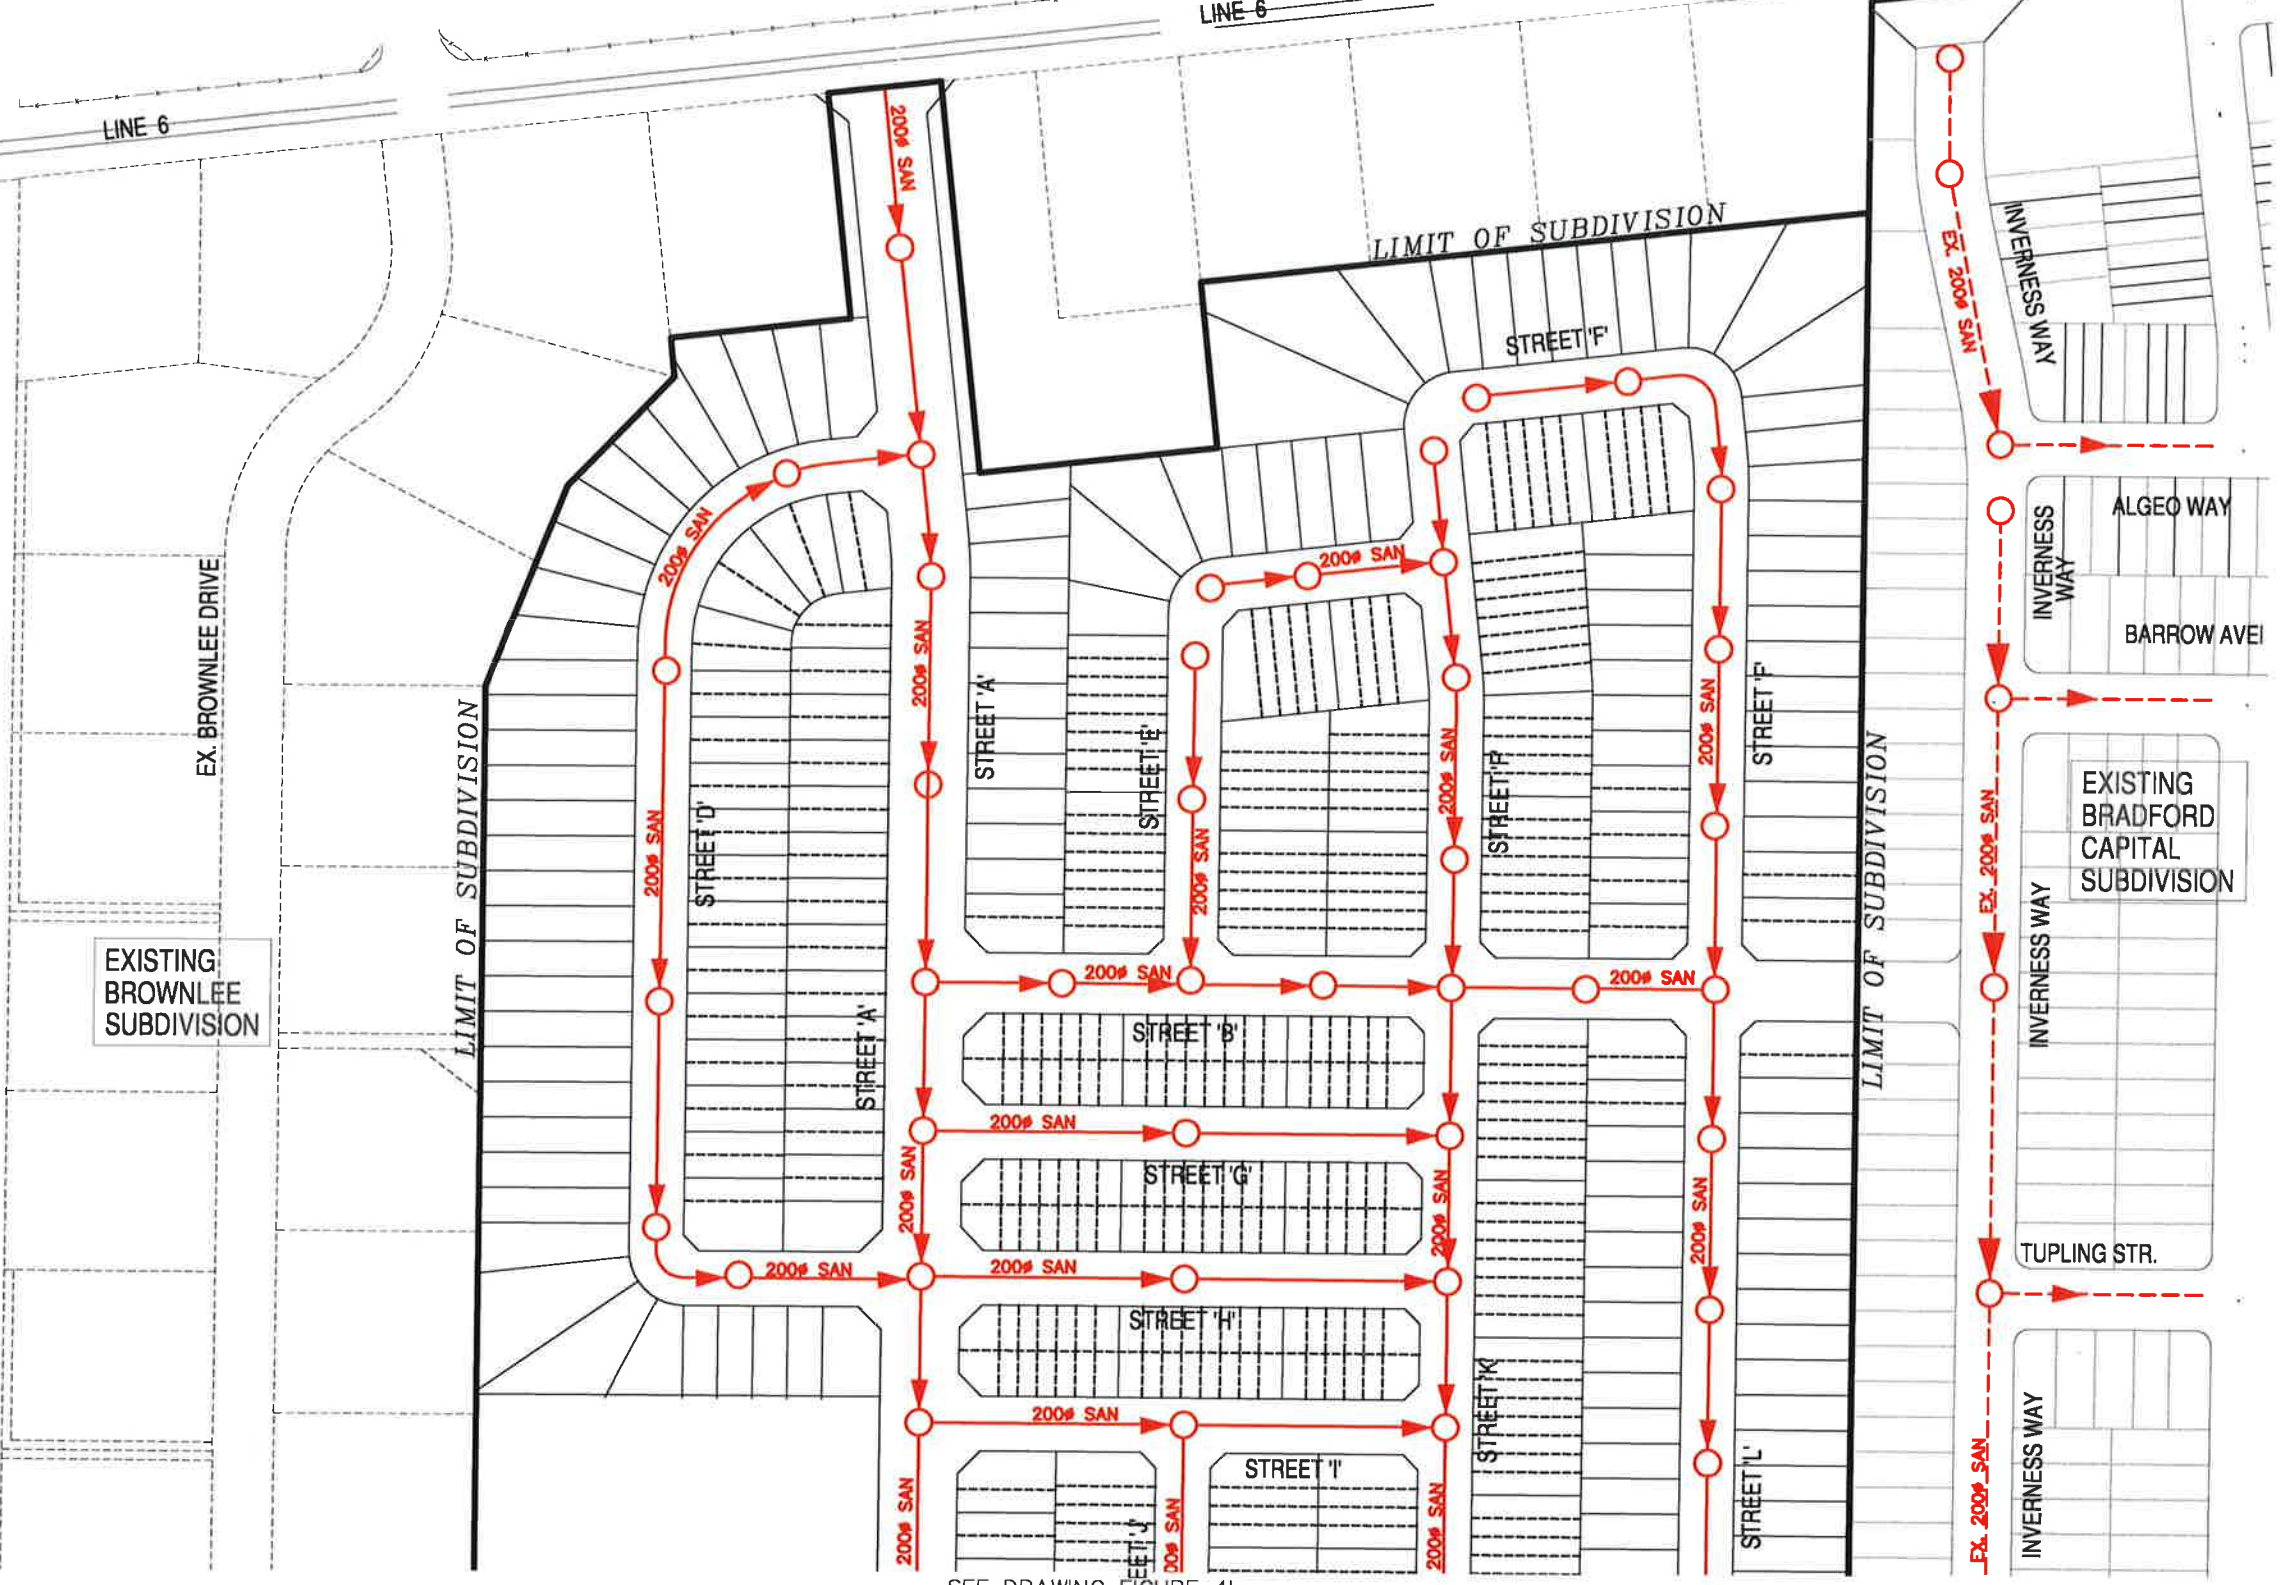 LINE 6
LINE 6
200ø SAN
LIMIT OF SUBDIVISION
INVERNESS WAY
EX. 200ø SAN
STREET 'F'
ALGEO WAY
INVERNESS
WAY
BARROW AVE
200ø SAN
200ø SAN
EX. BROWNLEE DRIVE
200ø SAN
STREET 'A'
STREET 'E'
200ø SAN
STREET 'F'
200ø SAN
STREET 'F'
LIMIT OF SUBDIVISION
200ø SAN
STREET 'D'
200ø SAN
LIMIT OF SUBDIVISION
EX. 200ø SAN
EXISTING
BRADFORD
CAPITAL
SUBDIVISION
INVERNESS WAY
EXISTING
BROWNLEE
SUBDIVISION
200ø SAN
200ø SAN
STREET 'A'
STREET 'B'
200ø SAN
STREET 'G'
200ø SAN
200ø SAN
200ø SAN
TUPLING STR.
200ø SAN
200ø SAN
STREET 'H'
STREET 'K'
200ø SAN
STREET 'I'
STREET 'L'
INVERNESS WAY
200ø SAN
EET 'J'
00ø SAN
200ø SAN
EX. 200ø SAN
SEE DRAWING FIGURE